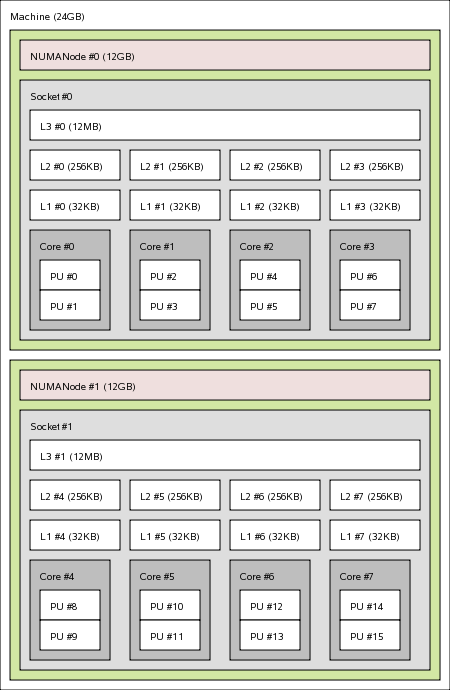 Machine (24GB)
NUMANode #0 (12GB)
Socket #0
L3 #0 (12MB)
L2 #0 (256KB) L2 #1 (256KB) L2 #2 (256KB) L2 #3 (256KB)
L1 #0 (32KB) L1 #1 (32KB) L1 #2 (32KB) L1 #3 (32KB)
Core #0 Core #1 Core #2 Core #3
PU #0 PU #2 PU #4 PU #6
PU #1 PU #3 PU #5 PU #7
NUMANode #1 (12GB)
Socket #1
L3 #1 (12MB)
L2 #4 (256KB) L2 #5 (256KB) L2 #6 (256KB) L2 #7 (256KB)
L1 #4 (32KB) L1 #5 (32KB) L1 #6 (32KB) L1 #7 (32KB)
Core #4 Core #5 Core #6 Core #7
PU #8 PU #10 PU #12 PU #14
PU #9 PU #11 PU #13 PU #15